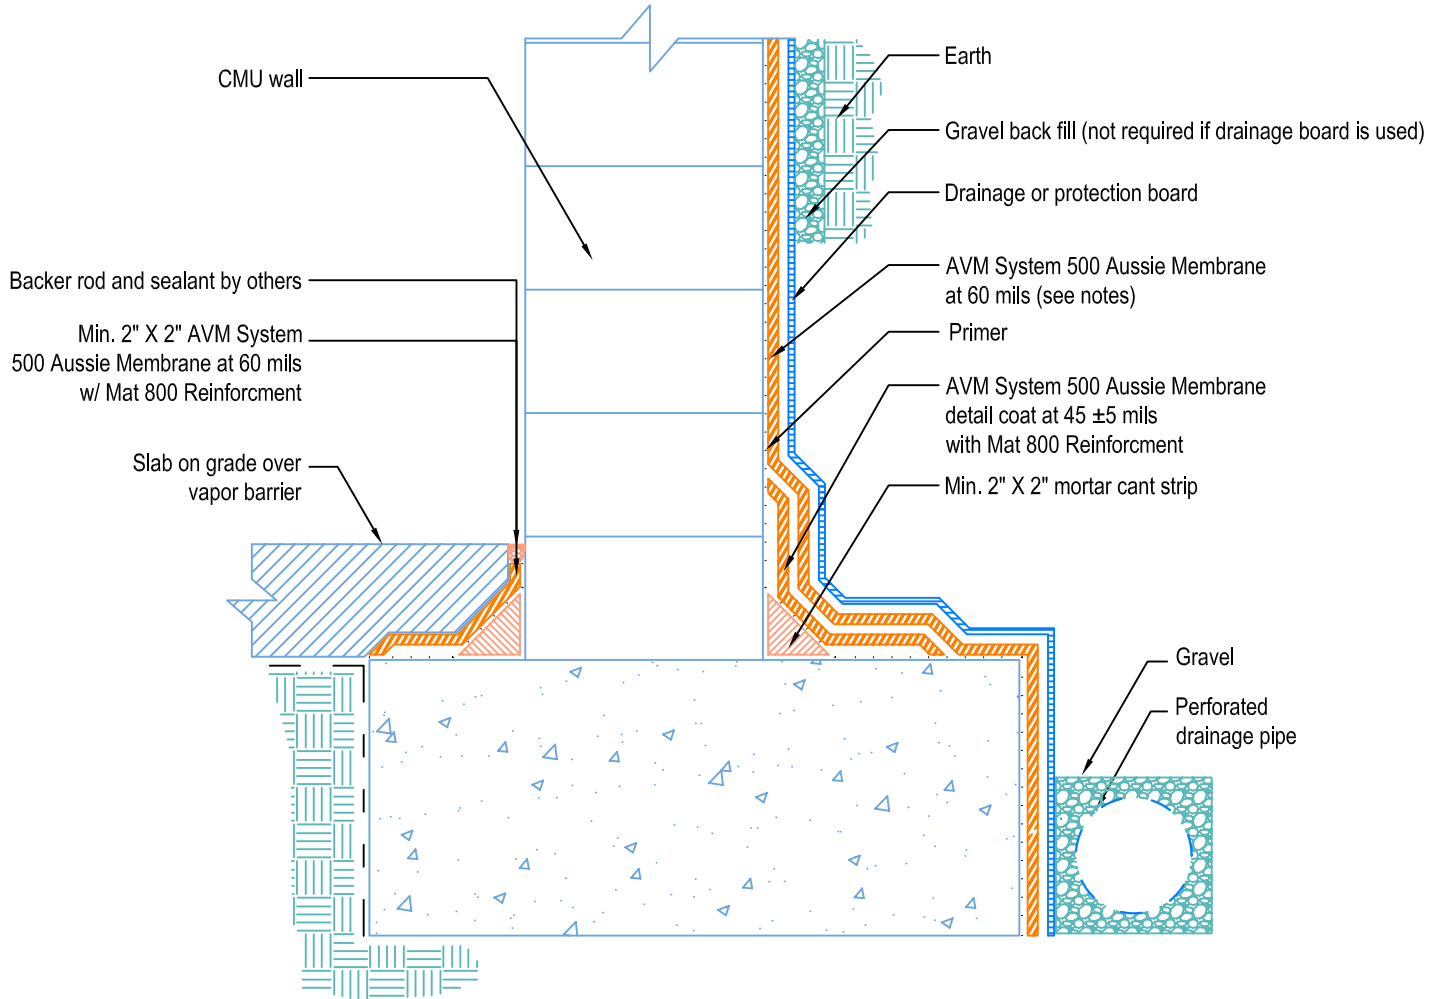 CMU wall
Backer rod and sealant by others
Min. 2" X 2" AVM System
500 Aussie Membrane at 60 mils
w/ Mat 800 Reinforcment
Slab on grade over
vapor barrier
Earth
Gravel back fill (not required if drainage board is used)
Drainage or protection board
AVM System 500 Aussie Membrane
at 60 mils (see notes)
Primer
AVM System 500 Aussie Membrane
detail coat at 45 ±5 mils
with Mat 800 Reinforcment
Min. 2" X 2" mortar cant strip
Gravel
Perforated
drainage pipe